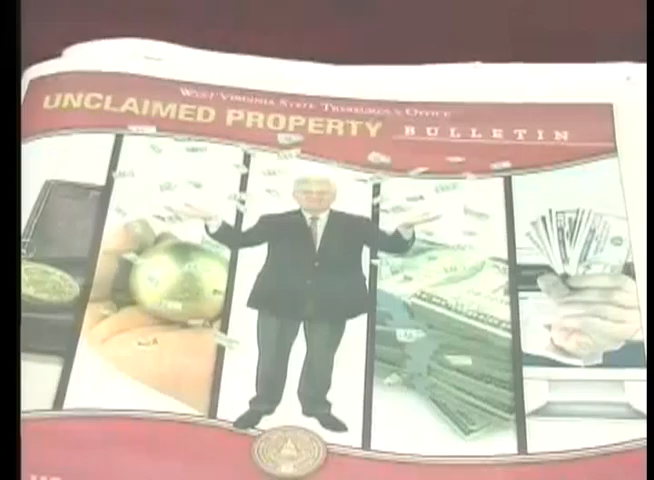 WEST VIRGINIA STATE TREASURER'S OFFICE
UNCLAIMED PROPERTY BULLETIN